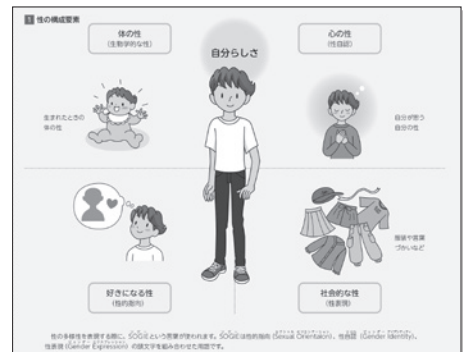 1 性の構成要素
体の性
(生物学的な性)
自分らしさ
心の性
(性自認)
生まれたときの
体の性
自分が思う
自分の性
服装や言葉
づかいなど
好きになる性
(性的指向)
社会的な性
(性表現)
性の多様性を表現する際に、SOGIEという言葉が使われます。SOGIEは性的指向(Sexual Orientaion)、性自認(Gender Identity)、
性表現(Gender Expression)の頭文字を組み合わせた用語です。